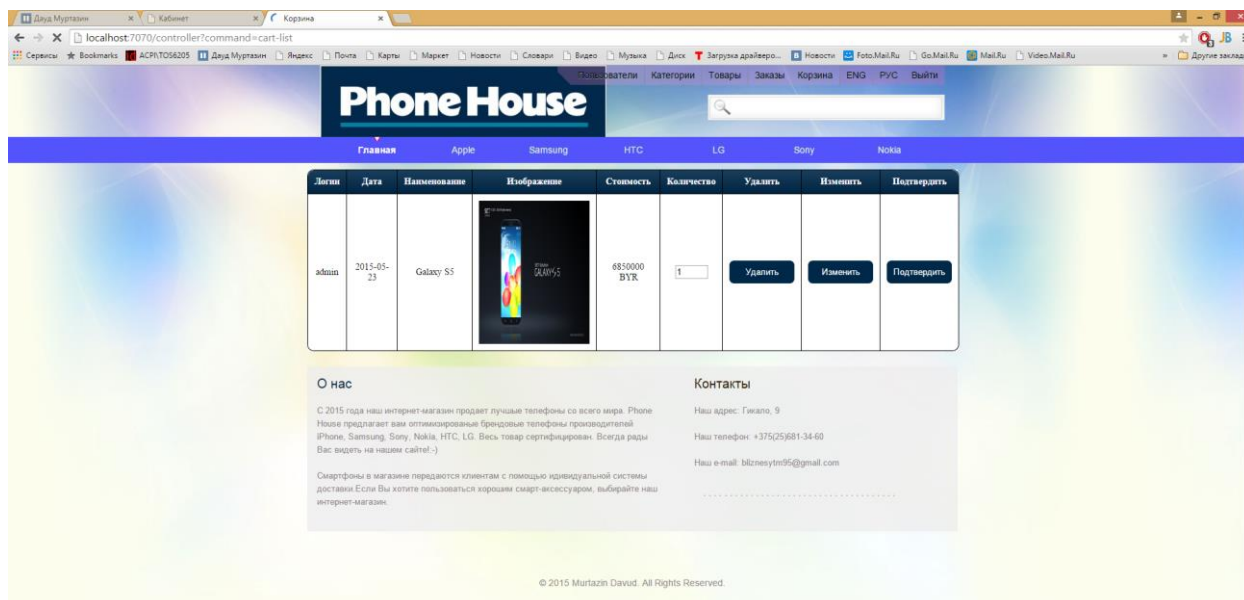 Дауд Муртазин Кабинет Корзина
localhost:7070/controller?command=cart-list
Сервисы Bookmarks ACPI\TOS6205 Дауд Муртазин Яндекс Почта Карты Маркет Новости Словари Видео Музыка Диск Загрузка драйверо... Новости Foto.Mail.Ru Go.Mail.Ru Mail.Ru Video.Mail.Ru » Другие заклад
Пользователи Категории Товары Заказы Корзина ENG РУС Выйти
Phone House
Главная Apple Samsung HTC LG Sony Nokia
Логин Дата Наименование Изображение Стоимость Количество Удалить Изменить Подтвердить
admin 2015-05-23 Galaxy S5 GALAXY S 5 6850000 BYR 1 Удалить Изменить Подтвердить
О нас
С 2015 года наш интернет-магазин продает лучшие телефоны со всего мира. Phone
House предлагает вам оптимизированые брендовые телефоны производителей
iPhone, Samsung, Sony, Nokia, HTC, LG. Весь товар сертифицирован. Всегда рады
Вас видеть на нашем сайте!:-)
Смартфоны в магазине передаются клиентам с помощью идивидуальной системы
доставки.Если Вы хотите пользоваться хорошим смарт-аксессуаром, выбирайте наш
интернет-магазин.
Контакты
Наш адрес: Гикало, 9
Наш телефон: +375(25)681-34-60
Наш e-mail: bliznesytm95@gmail.com
© 2015 Murtazin Davud. All Rights Reserved.